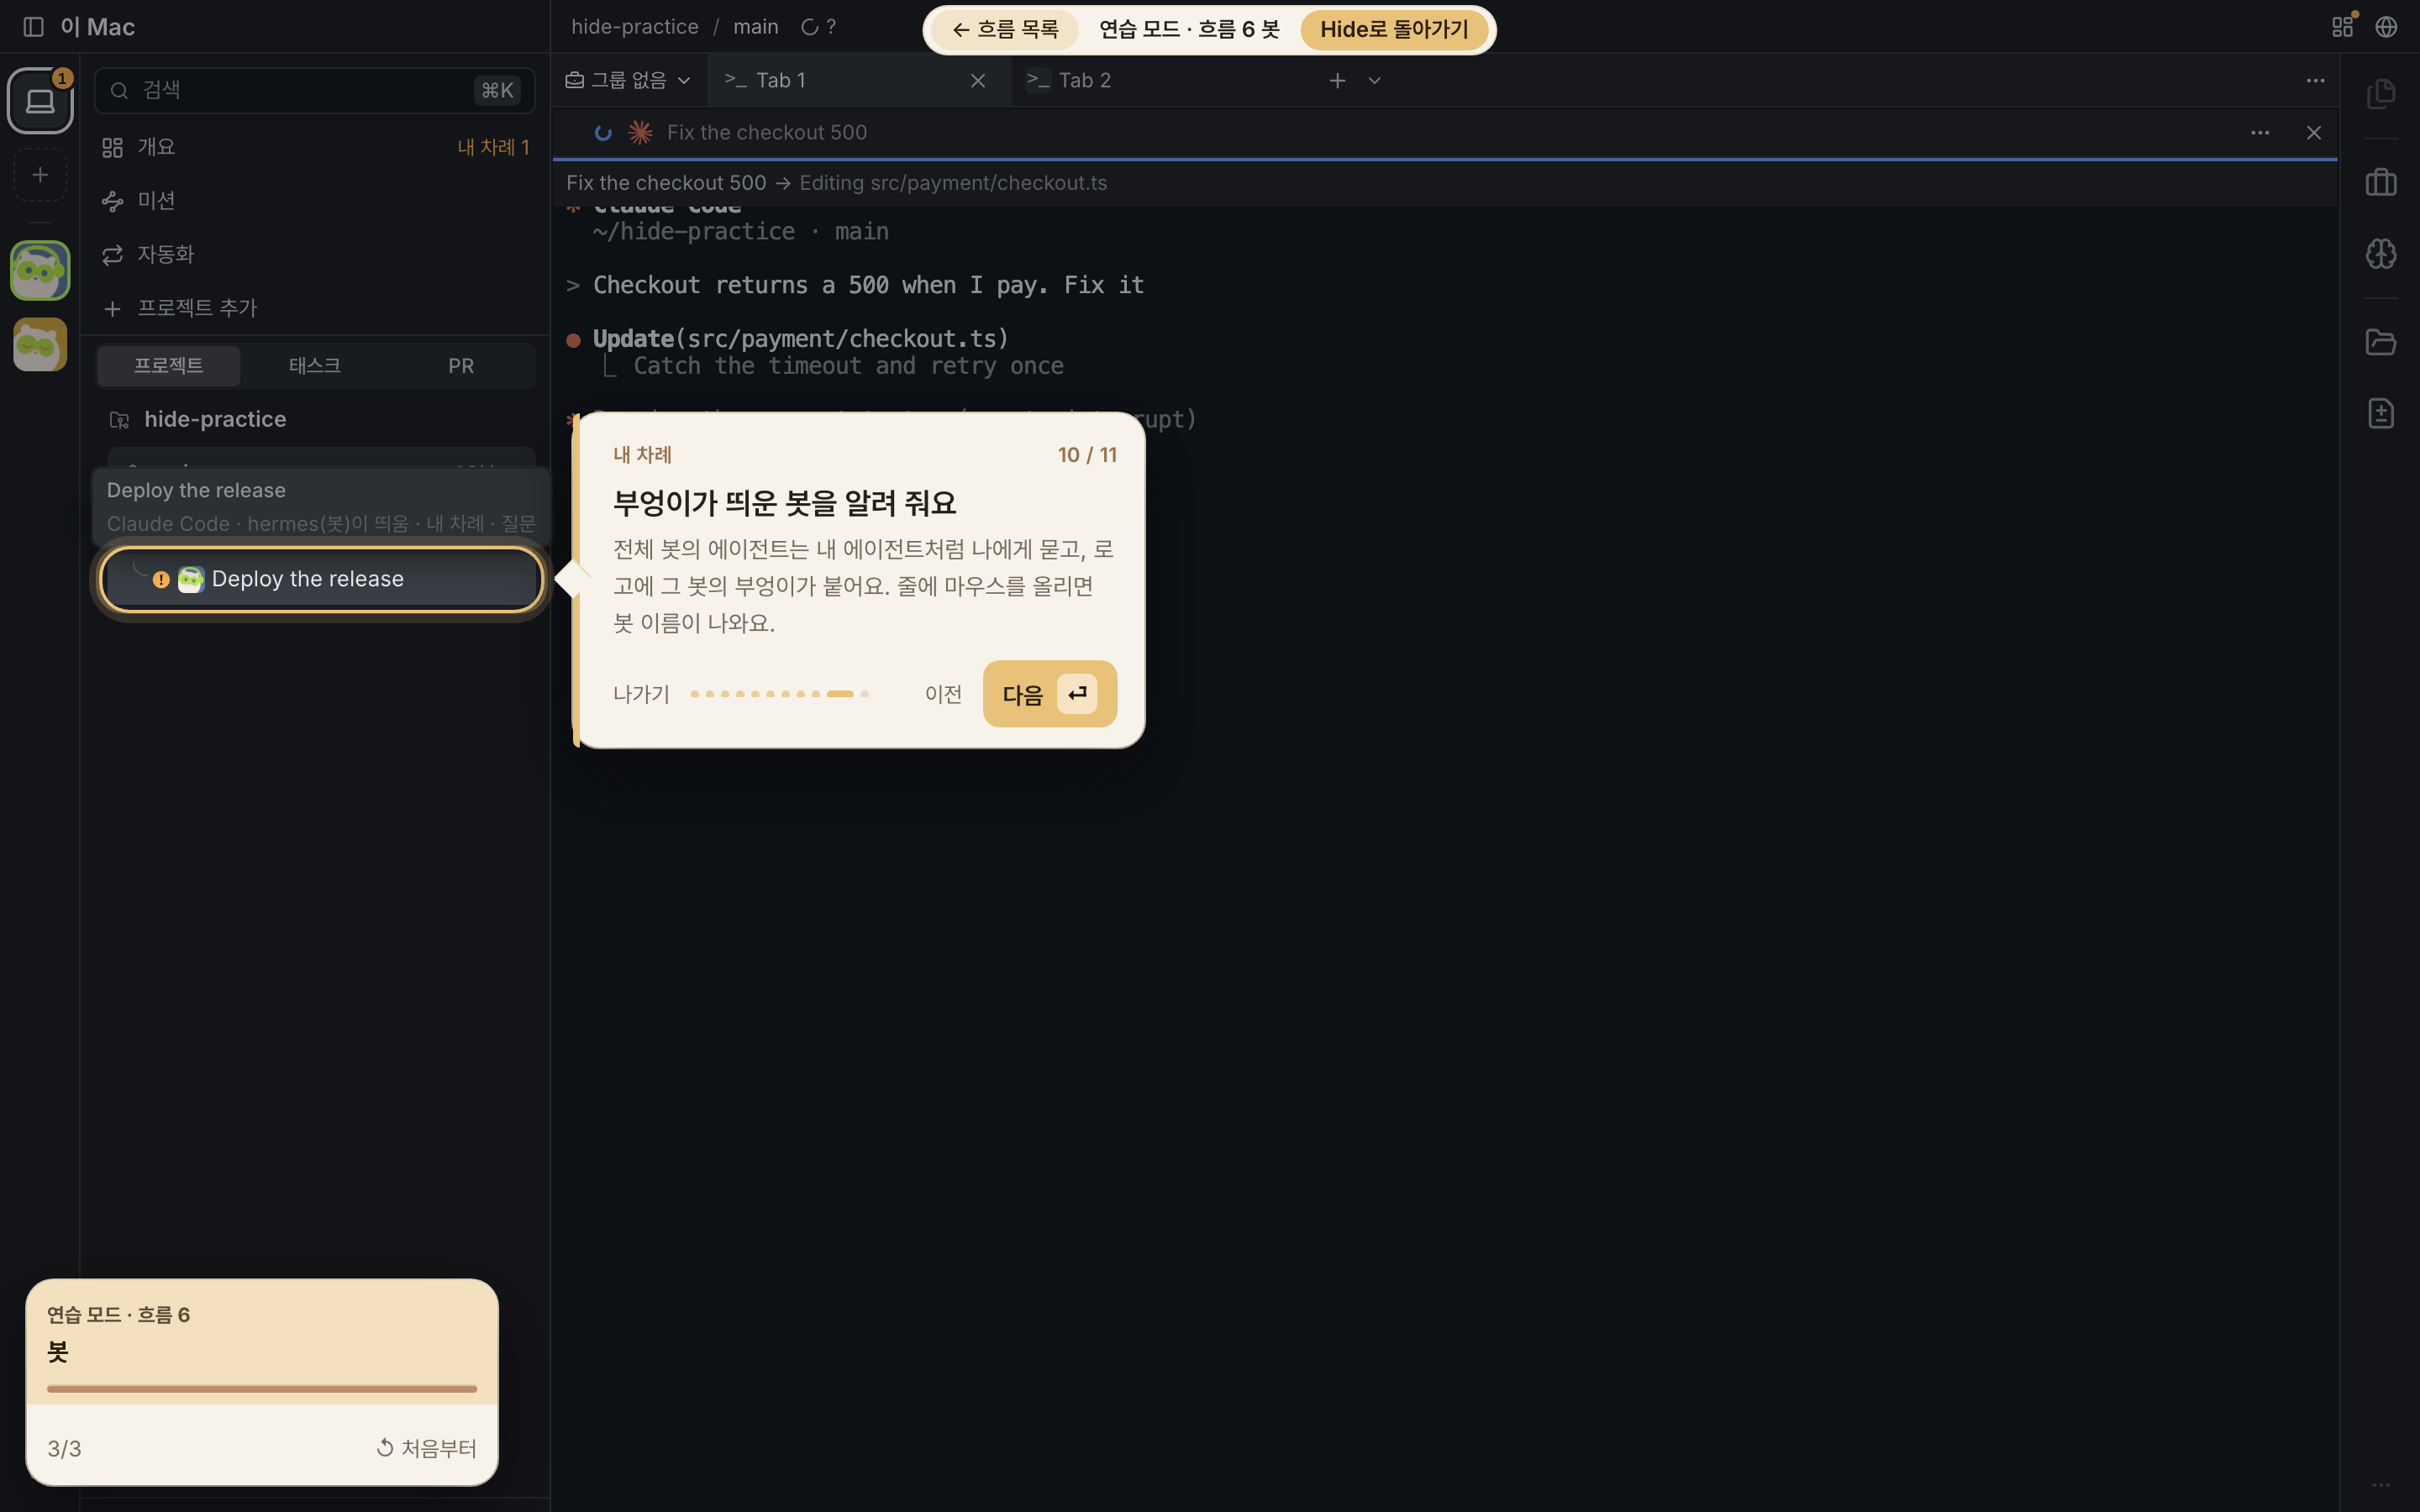 이 Mac
hide-practice / main ?
← 흐름 목록
연습 모드 · 흐름 6 봇
Hide로 돌아가기
1
검색
⌘K
개요
내 차례 1
미션
자동화
프로젝트 추가
프로젝트
태스크
PR
hide-practice
Deploy the release
Claude Code · hermes(봇)이 띄움 · 내 차례 · 질문
Deploy the release
그룹 없음
>_ Tab 1
>_ Tab 2
Fix the checkout 500
Fix the checkout 500 → Editing src/payment/checkout.ts
Claude Code
~/hide-practice · main
> Checkout returns a 500 when I pay. Fix it
Update(src/payment/checkout.ts)
Catch the timeout and retry once
내 차례
10 / 11
부엉이가 띄운 봇을 알려 줘요
전체 봇의 에이전트는 내 에이전트처럼 나에게 묻고, 로
고에 그 봇의 부엉이가 붙어요. 줄에 마우스를 올리면
봇 이름이 나와요.
나가기
이전
다음
연습 모드 · 흐름 6
봇
3/3
처음부터